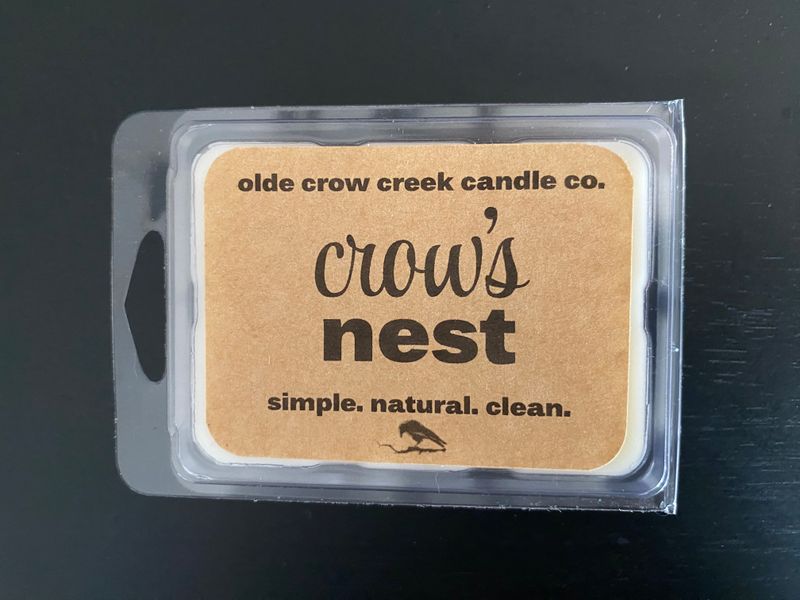 olde crow creek candle co.
crow's
nest
simple. natural. clean.